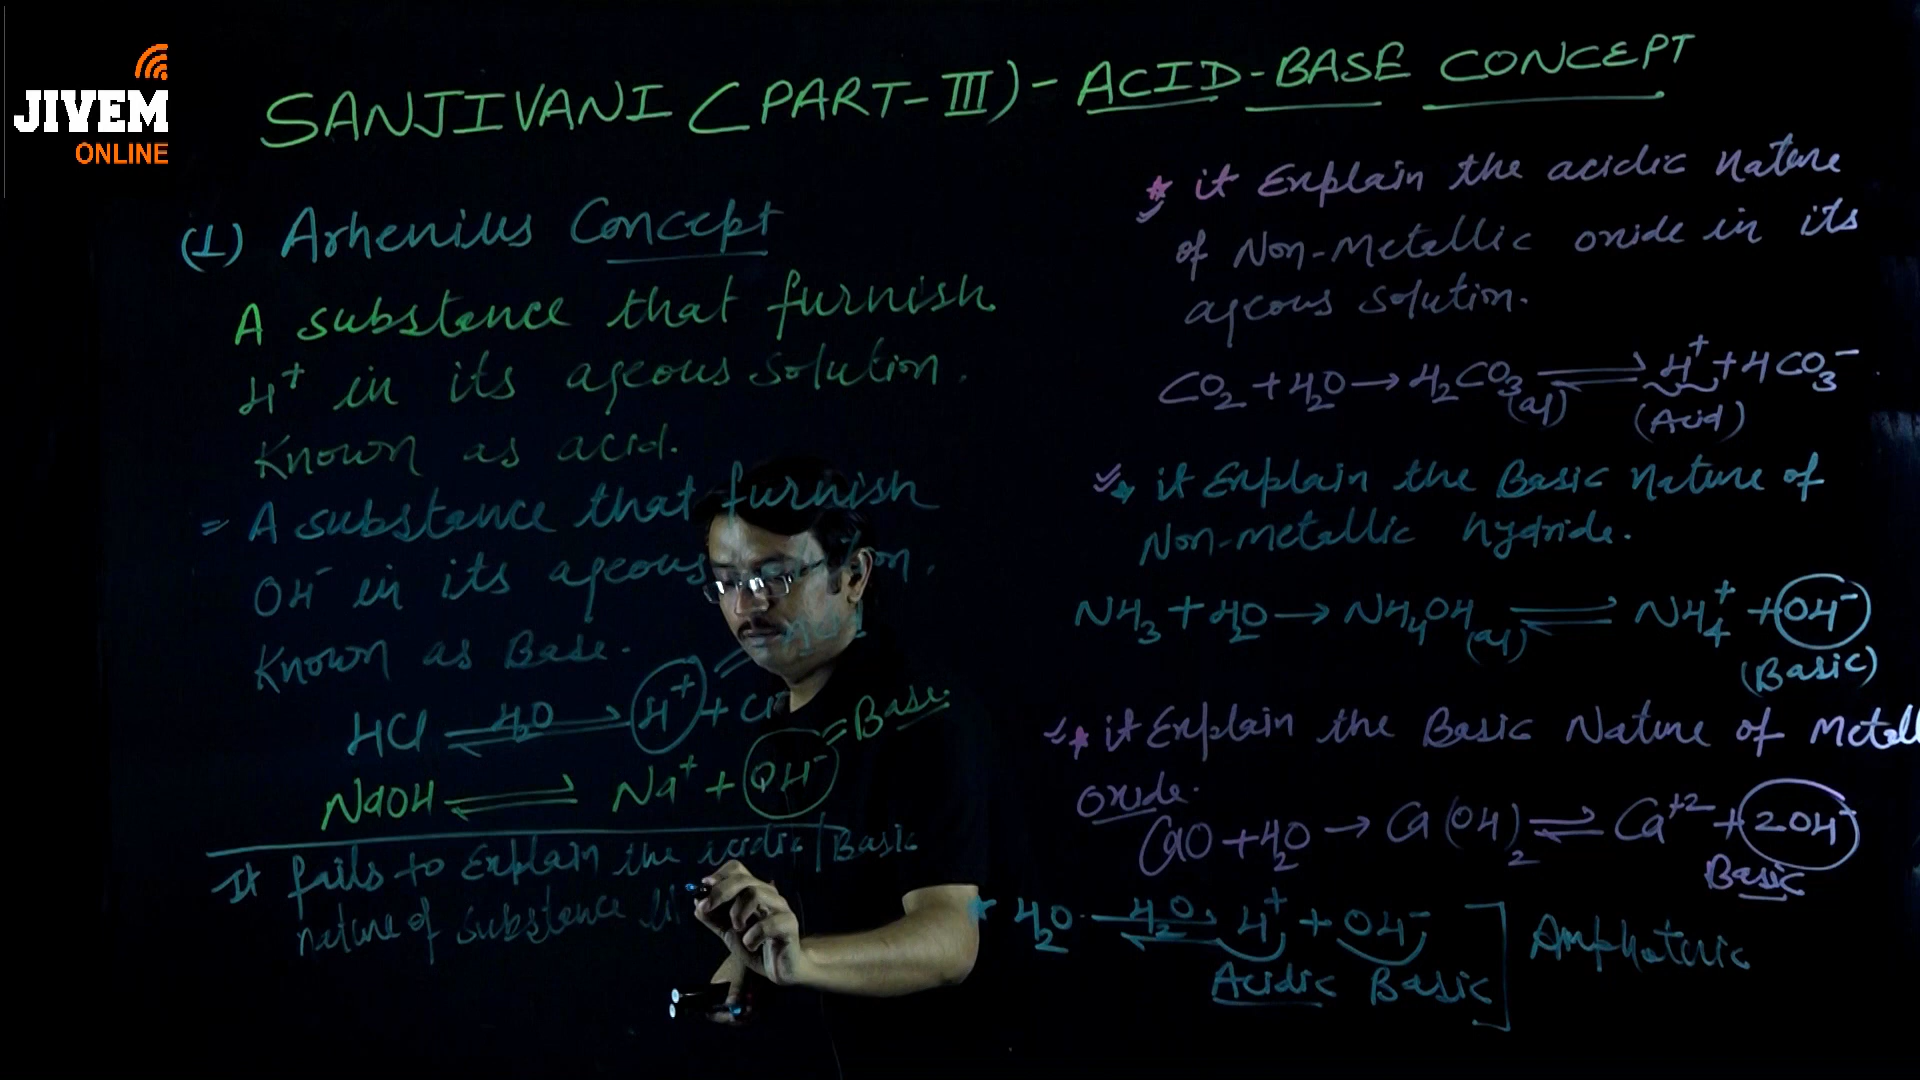 JIVEM
ONLINE
SANJIVANI (PART-III) - ACID-BASE CONCEPT
(1) Arhenius Concept
A substance that furnish
H+ in its aqeous solution.
Known as acid.
= A substance that furnish
OH- in its aqeous
Known as Base.
HCl ⇌ H2O H+ + Cl-
NaOH ⇌ Na+ + OH- = Base
It fails to Explain the acidic/Basic
nature of substance li
* it Explain the acidic nature
of Non-Metallic oxide in its
aqeous solution.
CO2 + H2O → H2CO3 (aq) ⇌ H+ + HCO3-
(Acid)
* it Explain the Basic nature of
Non-metallic hydride.
NH3 + H2O → NH4OH (aq) ⇌ NH4+ + OH-
(Basic)
* it Explain the Basic Nature of Metall
oxide.
CaO + H2O → Ca(OH)2 ⇌ Ca+2 + 2OH-
Basic
* H2O ⇌ H2O H+ + OH- ] Amphoteric
Acidic Basic